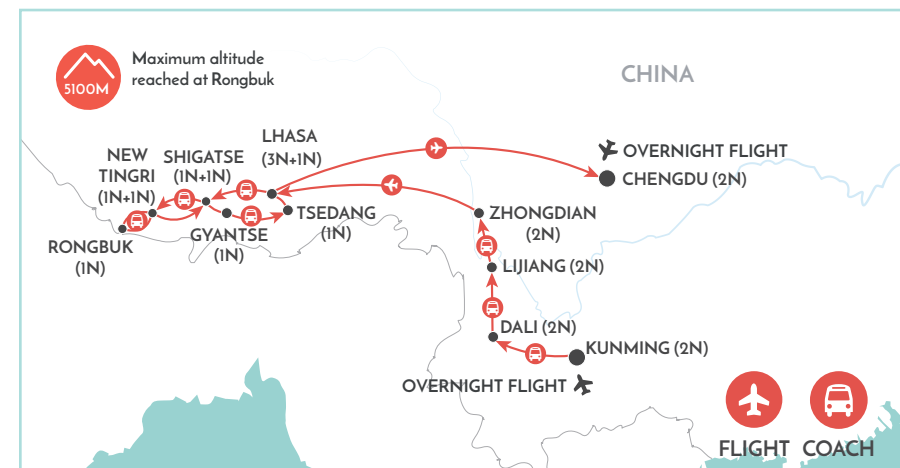 5100M
Maximum altitude
reached at Rongbuk
CHINA
LHASA
(3N+1N)
NEW
TINGRI
(1N+1N)
SHIGATSE
(1N+1N)
OVERNIGHT FLIGHT
CHENGDU (2N)
TSEDANG
(1N)
ZHONGDIAN
(2N)
GYANTSE
(1N)
RONGBUK
(1N)
LIJIANG (2N)
DALI (2N)
KUNMING (2N)
OVERNIGHT FLIGHT
FLIGHT
COACH